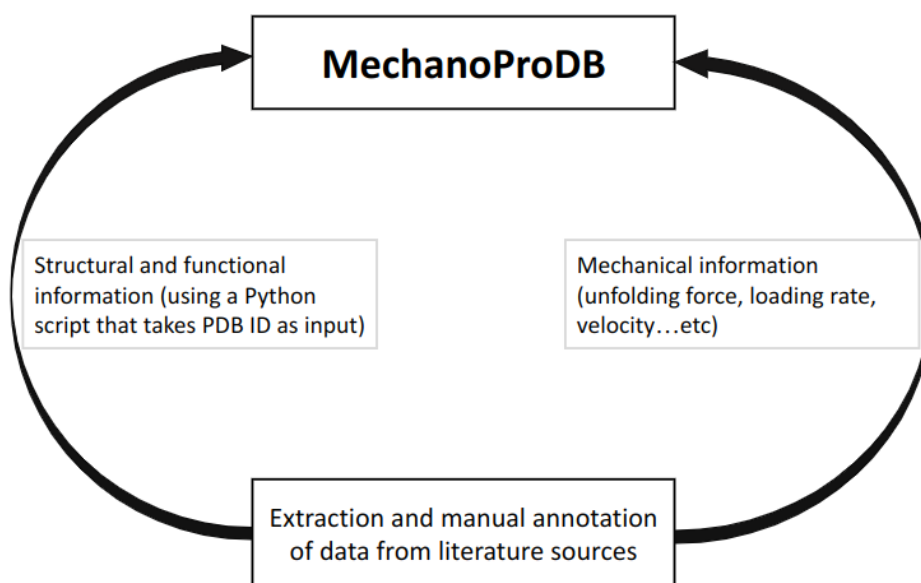 MechanoProDB
Structural and functional
information (using a Python
script that takes PDB ID as input)
Mechanical information
(unfolding force, loading rate,
velocity…etc)
Extraction and manual annotation
of data from literature sources